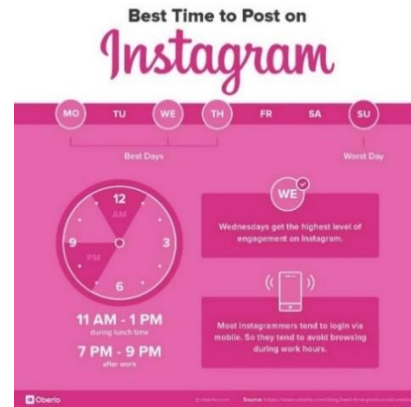 Best Time to Post on
Instagram
MO TU WE TH FR SA SU
Best Days Worst Day
WE
12
AM
9 3
PM
6
Wednesdays get the highest level of
engagement on Instagram.
11 AM - 1 PM
during lunch time
7 PM - 9 PM
after work
Most Instagrammers tend to login via
mobile. So they tend to avoid browsing
during work hours.
Oberlo
Source: